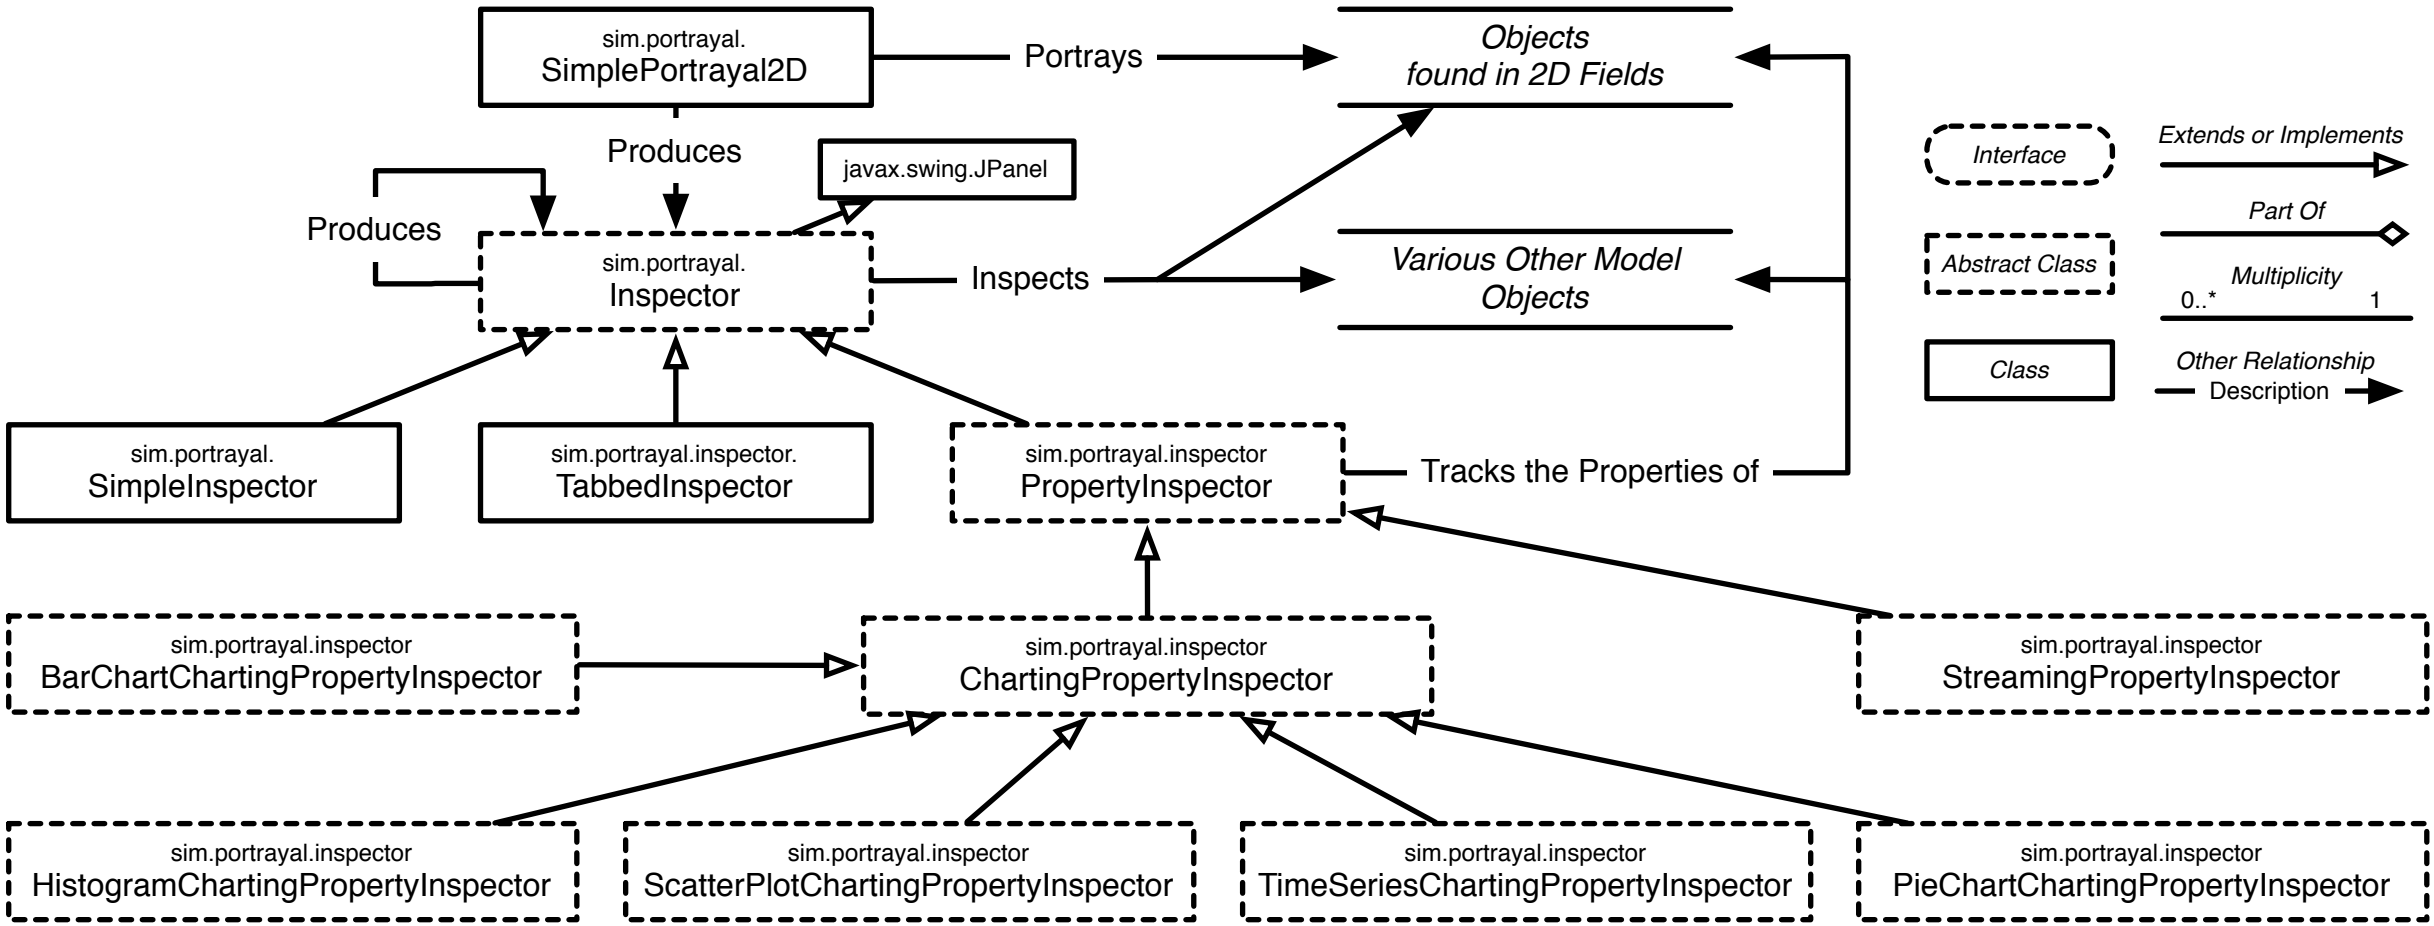 sim.portrayal.
SimplePortrayal2D
Portrays
Objects
found in 2D Fields
Produces
javax.swing.JPanel
Produces
sim.portrayal.
Inspector
Inspects
Various Other Model
Objects
Interface
Extends or Implements
Part Of
Abstract Class
Multiplicity
0..* 1
Class
Other Relationship
Description
sim.portrayal.
SimpleInspector
sim.portrayal.inspector.
TabbedInspector
sim.portrayal.inspector
PropertyInspector
Tracks the Properties of
sim.portrayal.inspector
BarChartChartingPropertyInspector
sim.portrayal.inspector
ChartingPropertyInspector
sim.portrayal.inspector
StreamingPropertyInspector
sim.portrayal.inspector
HistogramChartingPropertyInspector
sim.portrayal.inspector
ScatterPlotChartingPropertyInspector
sim.portrayal.inspector
TimeSeriesChartingPropertyInspector
sim.portrayal.inspector
PieChartChartingPropertyInspector